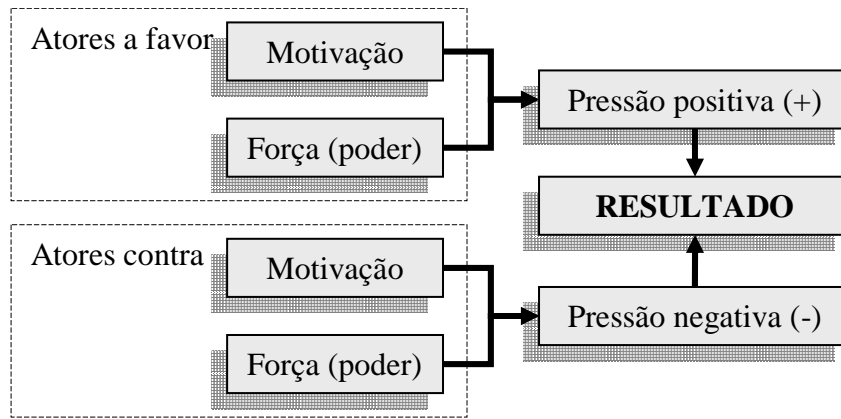 Atores a favor
Motivação
Força (poder)
Pressão positiva (+)
RESULTADO
Atores contra
Motivação
Força (poder)
Pressão negativa (-)